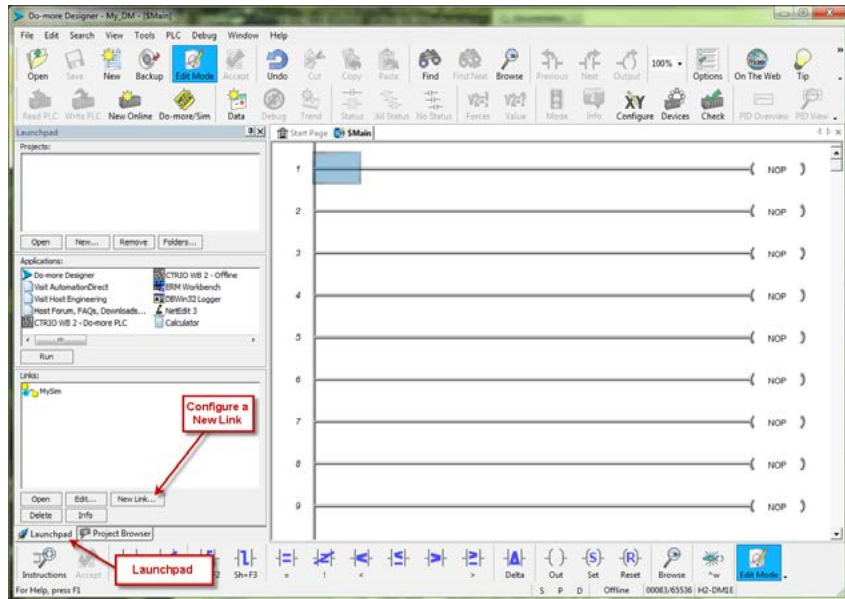 Do-more Designer - My_DM - [$Main]
File Edit Search View Tools PLC Debug Window Help
Open Save New Backup Edit Mode Accept Undo Cut Copy Paste Find Find Next Browse Previous Next Output 100% Options On The Web Tip
Read PLC Write PLC New Online Do-more/Sim Data Debug Trend Status All Status No Status Forces Value Mode Info Configure Devices Check PID Overview PID View
Launchpad
Start Page $Main
Projects:
Open New... Remove Folders...
Applications:
Do-more Designer
Visit AutomationDirect
Visit Host Engineering
Host Forum, FAQs, Downloads...
CTRIO WB 2 - Do-more PLC
CTRIO WB 2 - Offline
ERM Workbench
DBWin32 Logger
NetEdit 3
Calculator
Run
Links:
MySim
Configure a
New Link
Open Edit... New Link...
Delete Info
Launchpad Project Browser
1 NOP
2 NOP
3 NOP
4 NOP
5 NOP
6 NOP
7 NOP
8 NOP
9 NOP
Launchpad
Instructions Accept F2 Sh+F3 = ! < > Delta Out Set Reset Browse ^w Edit Mode
For Help, press F1
S P D Offline 00083/65536 H2-DM1E